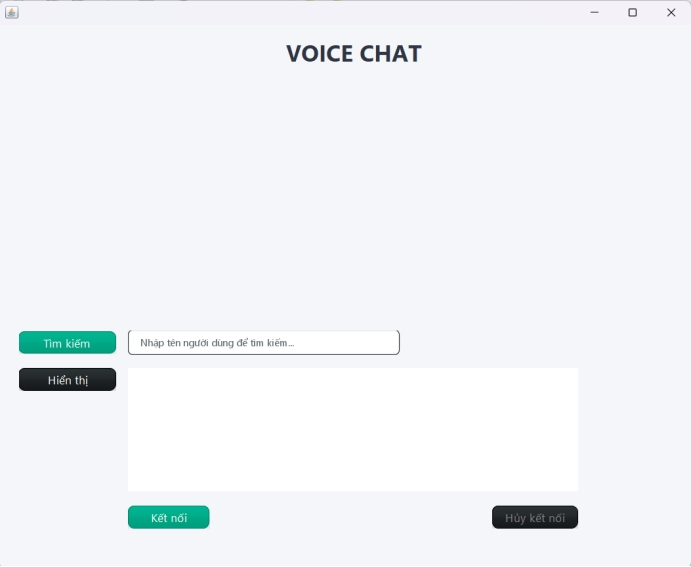 VOICE CHAT
Tìm kiếm
Nhập tên người dùng để tìm kiếm...
Hiển thị
Kết nối
Hủy kết nối